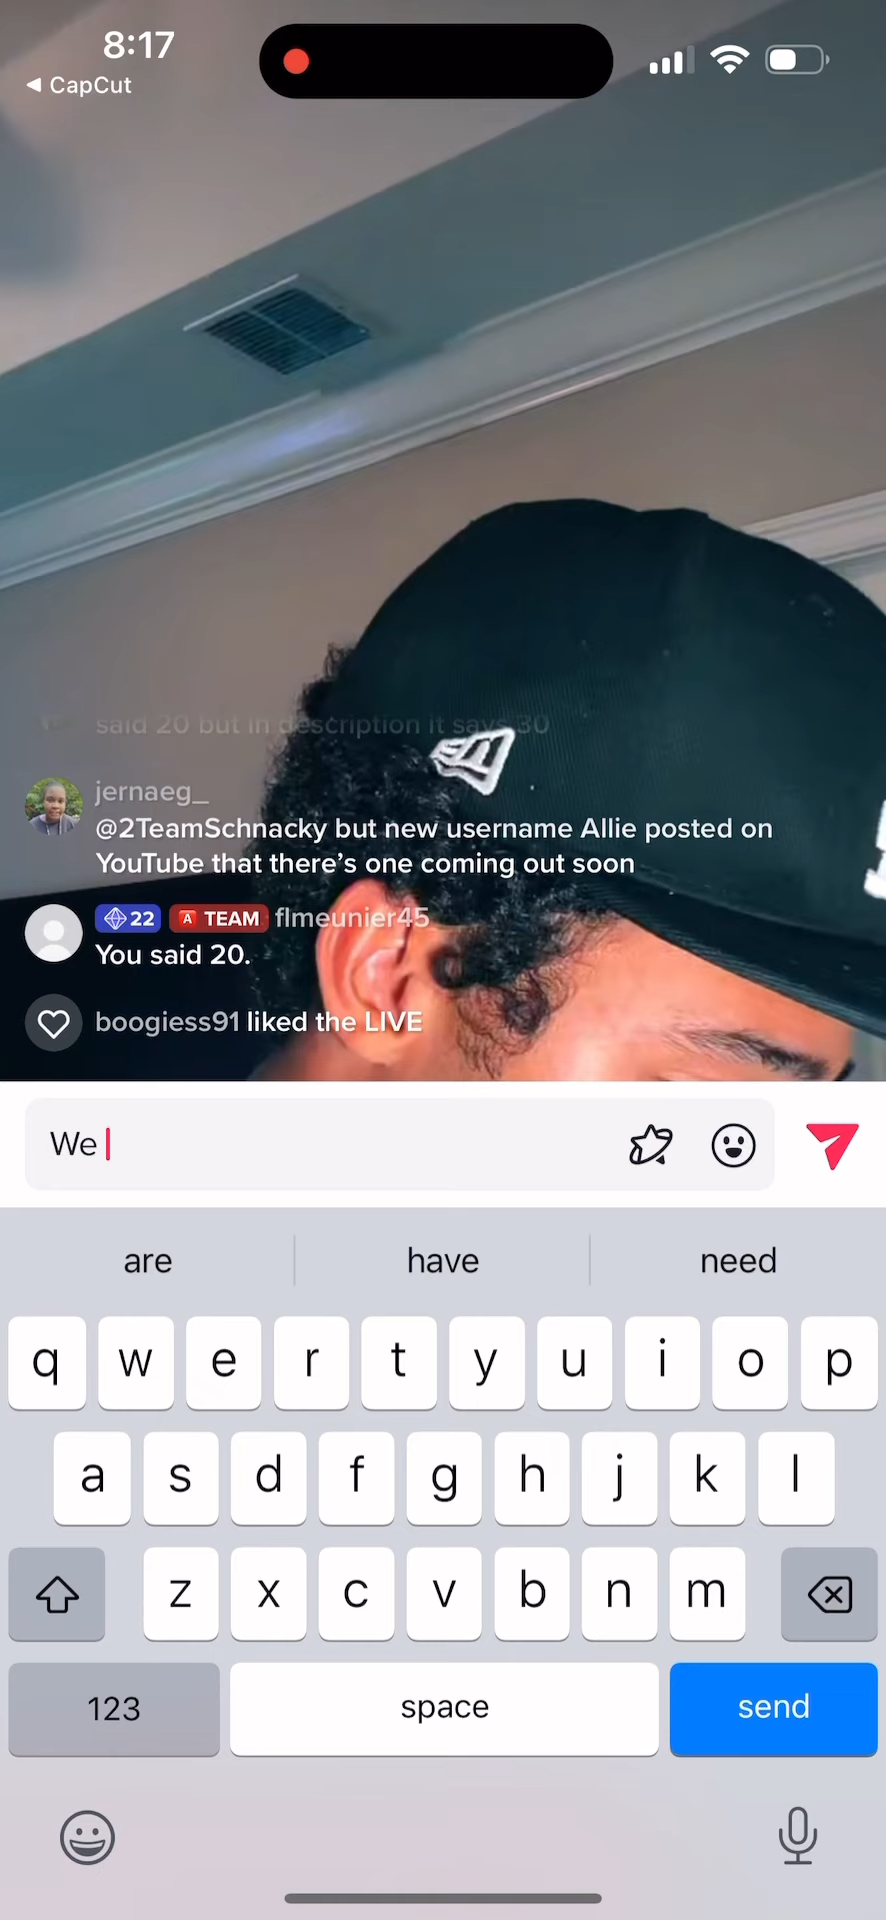 8:17
CapCut
said 20 but in description it says 30
jernaeg_
@2TeamSchnacky but new username Allie posted on
YouTube that there's one coming out soon
22 A TEAM flmeunier45
You said 20.
boogiess91 liked the LIVE
We
are have need
q w e r t y u i o p
a s d f g h j k l
z x c v b n m
123 space send